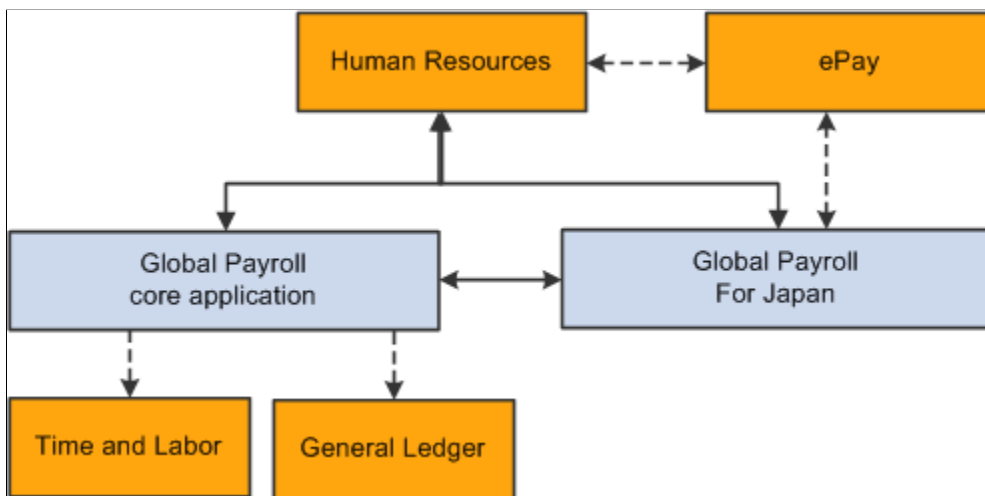 Human Resources
ePay
Global Payroll
core application
Global Payroll
For Japan
Time and Labor
General Ledger